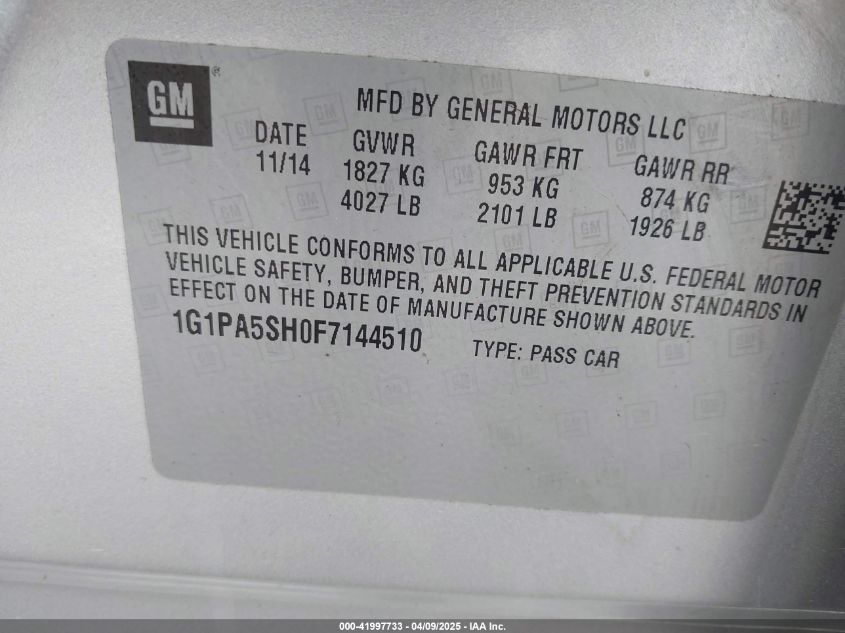 GM
MFD BY GENERAL MOTORS LLC
DATE GVWR GAWR FRT GAWR RR
11/14 1827 KG 953 KG 874 KG
4027 LB 2101 LB 1926 LB
THIS VEHICLE CONFORMS TO ALL APPLICABLE U.S. FEDERAL MOTOR
VEHICLE SAFETY, BUMPER, AND THEFT PREVENTION STANDARDS IN
EFFECT ON THE DATE OF MANUFACTURE SHOWN ABOVE.
1G1PA5SH0F7144510 TYPE: PASS CAR
000-41997733 - 04/09/2025 - IAA Inc.